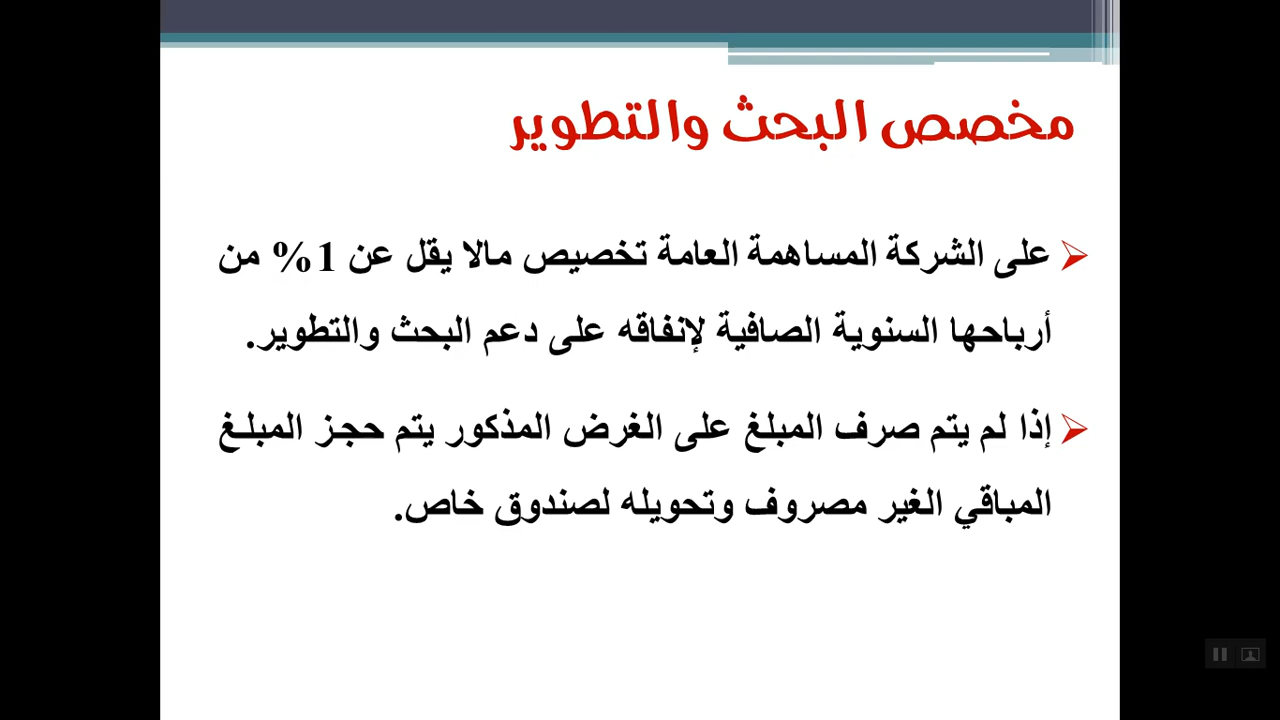 مخصص البحث والتطوير
على الشركة المساهمة العامة تخصيص مالا يقل عن 1% من
أرباحها السنوية الصافية لإنفاقه على دعم البحث والتطوير.
إذا لم يتم صرف المبلغ على الغرض المذكور يتم حجز المبلغ
المباقي الغير مصروف وتحويله لصندوق خاص.